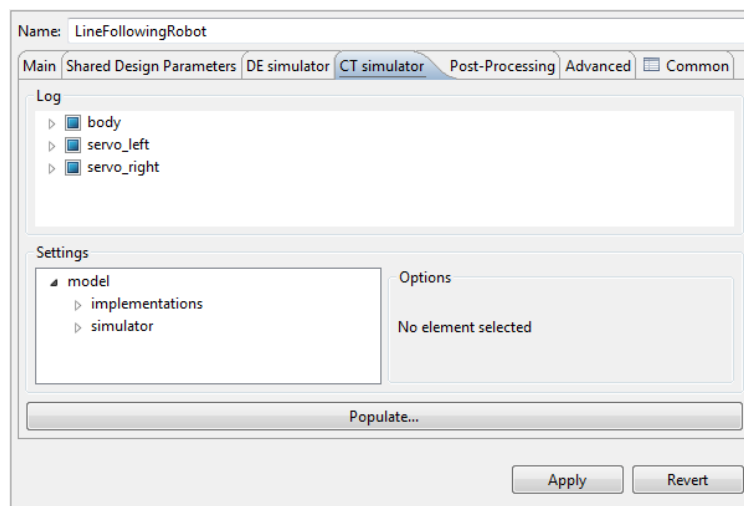 Name: LineFollowingRobot
Main Shared Design Parameters DE simulator CT simulator Post-Processing Advanced Common
Log
body
servo_left
servo_right
Settings
model
implementations
simulator
Options
No element selected
Populate...
Apply Revert